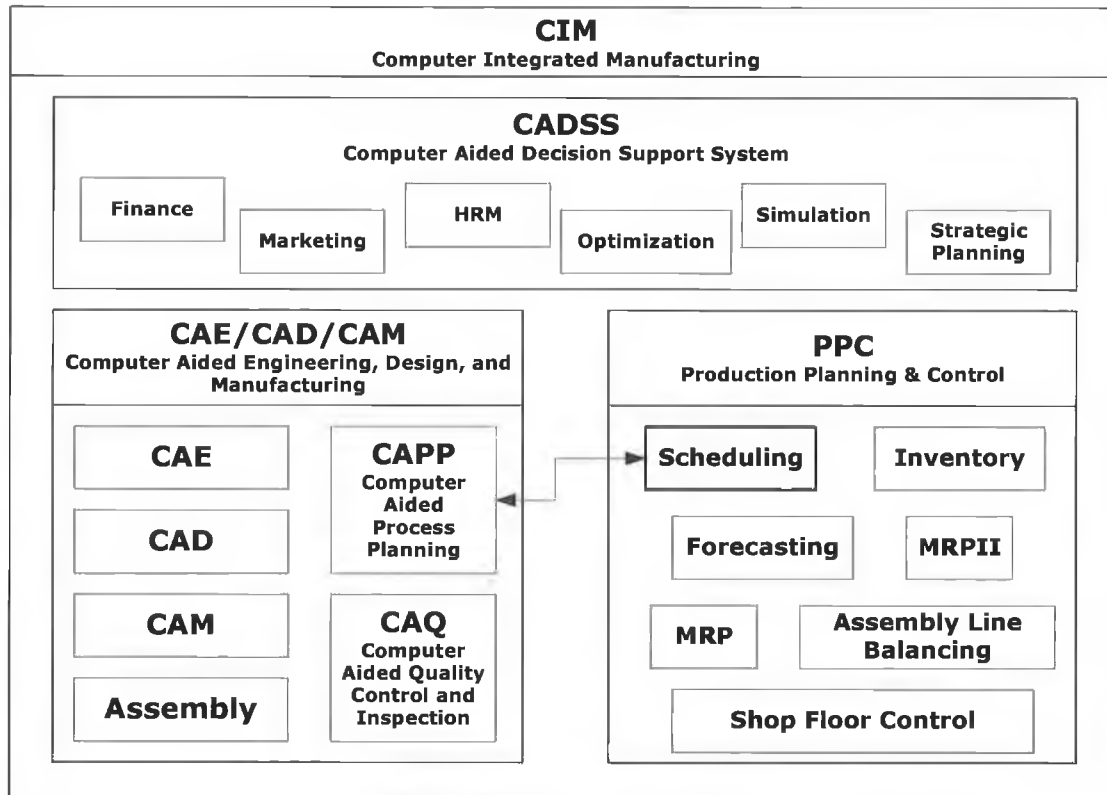 CIM
Computer Integrated Manufacturing
CADSS
Computer Aided Decision Support System
Finance
Marketing
HRM
Optimization
Simulation
Strategic
Planning
CAE/CAD/CAM
Computer Aided Engineering, Design, and
Manufacturing
CAE
CAD
CAM
Assembly
CAPP
Computer
Aided
Process
Planning
CAQ
Computer
Aided Quality
Control and
Inspection
PPC
Production Planning & Control
Scheduling
Inventory
Forecasting
MRPII
MRP
Assembly Line
Balancing
Shop Floor Control